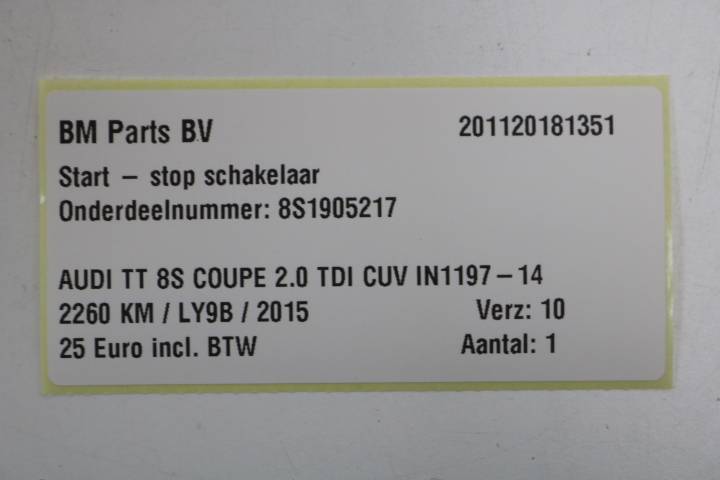 BM Parts BV 201120181351
Start – stop schakelaar
Onderdeelnummer: 8S1905217
AUDI TT 8S COUPE 2.0 TDI CUV IN1197–14
2260 KM / LY9B / 2015 Verz: 10
25 Euro incl. BTW Aantal: 1